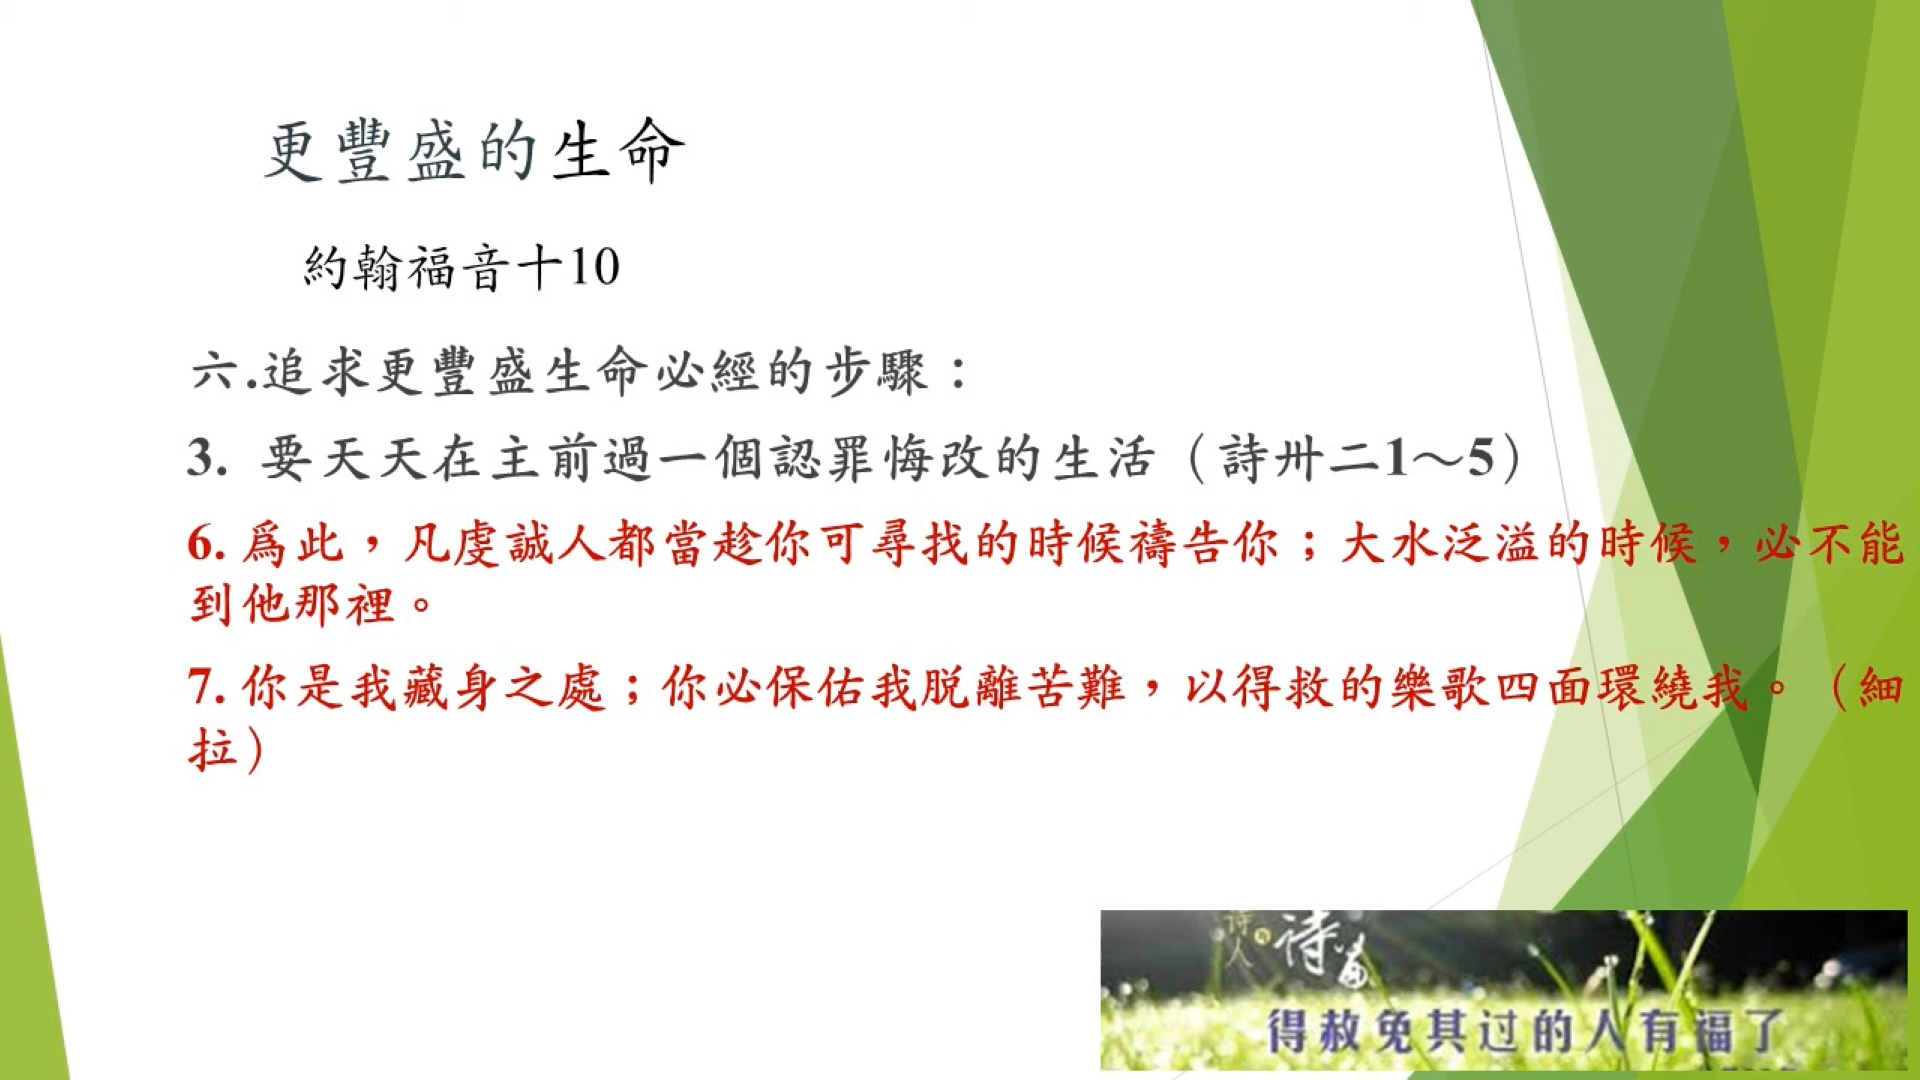 更豐盛的生命
約翰福音十10
六.追求更豐盛生命必經的步驟：
3. 要天天在主前過一個認罪悔改的生活（詩卅二1～5）
6. 爲此，凡虔誠人都當趁你可尋找的時候禱告你；大水泛溢的時候，必不能
到他那裡。
7. 你是我藏身之處；你必保佑我脱離苦難，以得救的樂歌四面環繞我。（細
拉）
诗人
诗篇
得赦免其过的人有福了